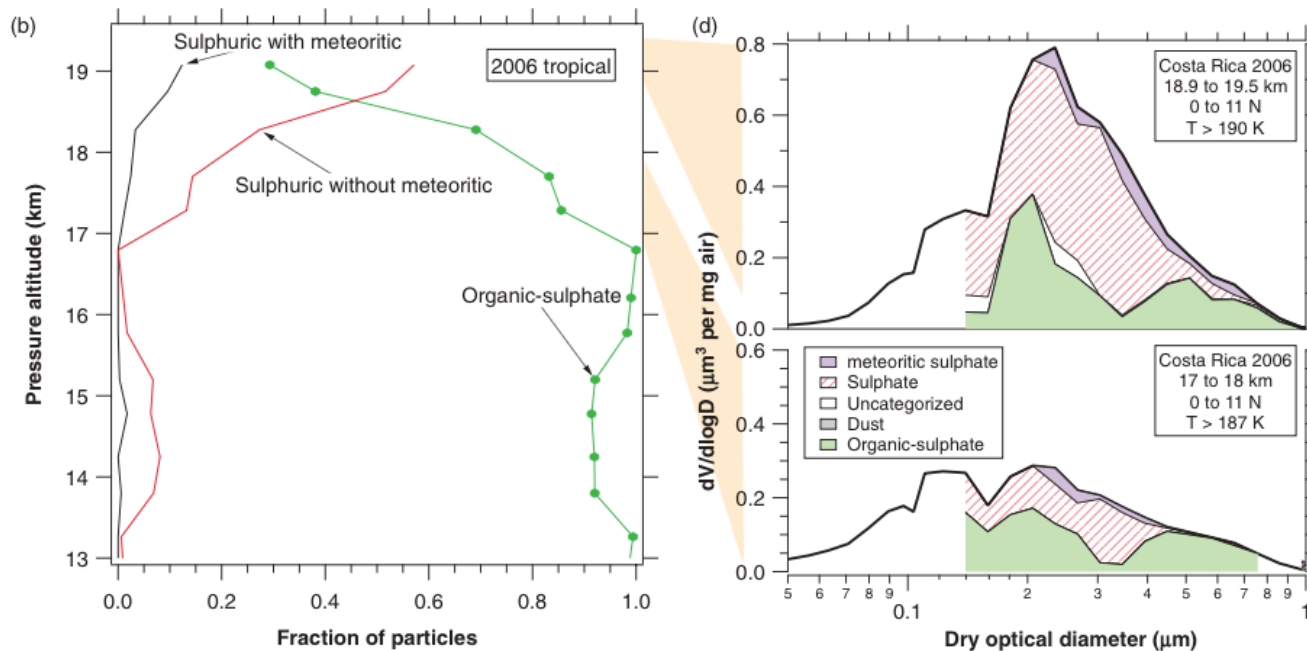 (b)
Sulphuric with meteoritic
2006 tropical
Sulphuric without meteoritic
Organic-sulphate
Pressure altitude (km)
19
18
17
16
15
14
13
0.0 0.2 0.4 0.6 0.8 1.0
Fraction of particles
(d)
dV/dlogD (μm³ per mg air)
0.8
0.6
0.4
0.2
0.0
Costa Rica 2006
18.9 to 19.5 km
0 to 11 N
T > 190 K
0.6
0.4
0.2
0.0
meteoritic sulphate
Sulphate
Uncategorized
Dust
Organic-sulphate
Costa Rica 2006
17 to 18 km
0 to 11 N
T > 187 K
5 6 7 8 9 0.1 2 3 4 5 6 7 8 9 1
Dry optical diameter (μm)